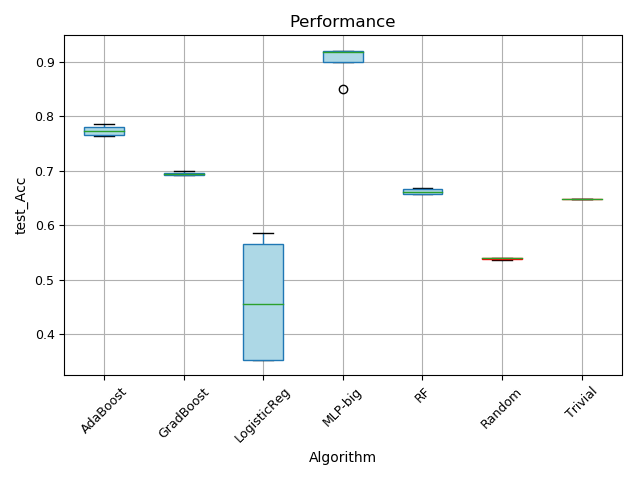 Performance
test_Acc
0.9
0.8
0.7
0.6
0.5
0.4
AdaBoost
GradBoost
LogisticReg
MLP-big
RF
Random
Trivial
Algorithm